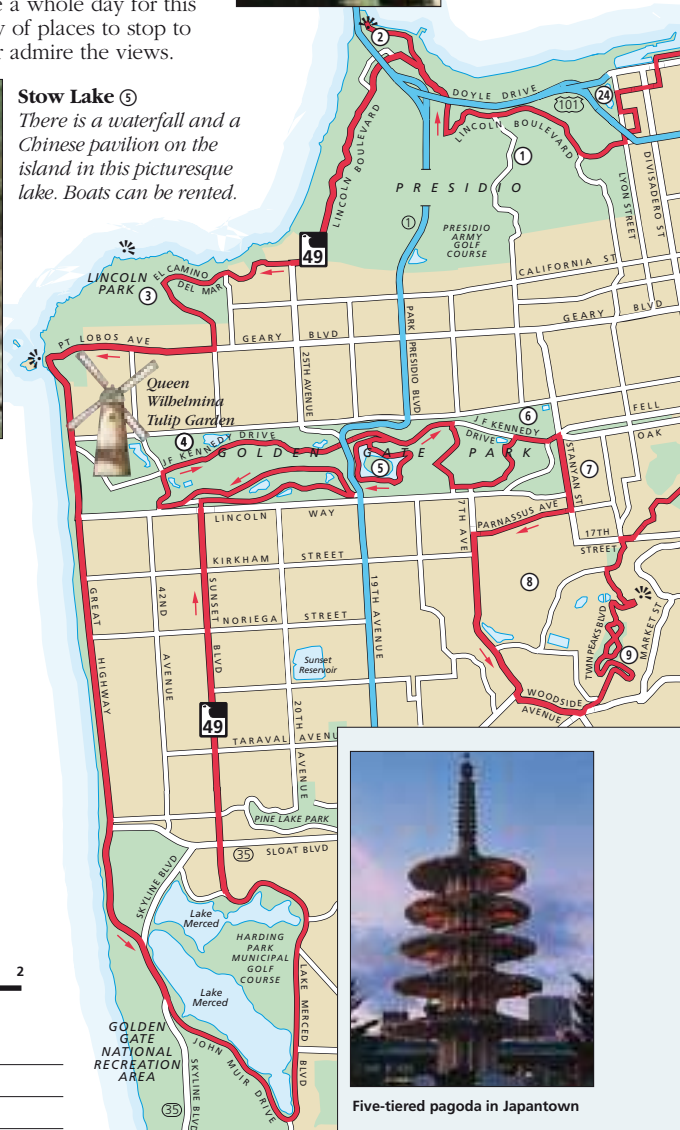 e a whole day for this
y of places to stop to
r admire the views.
Stow Lake ⑤
There is a waterfall and a
Chinese pavilion on the
island in this picturesque
lake. Boats can be rented.
2
DOYLE DRIVE
101
24
LINCOLN BOULEVARD
LINCOLN BOULEVARD
1
PRESIDIO
1
PRESIDIO
ARMY
GOLF
COURSE
LYON STREET
DIVISADERO ST
49
CALIFORNIA ST
LINCOLN
PARK
3
EL CAMINO
DEL MAR
GEARY BLVD
GEARY BLVD
PT LOBOS AVE
25TH AVENUE
PARK PRESIDIO BLVD
Queen
Wilhelmina
Tulip Garden
4
JF KENNEDY DRIVE
6
J F KENNEDY
DRIVE
FELL
OAK
GOLDEN GATE PARK
5
STANYAN ST
7
LINCOLN WAY
7TH AVE
PARNASSUS AVE
17TH
STREET
KIRKHAM STREET
8
GREAT HIGHWAY
42ND AVENUE
SUNSET BLVD
NORIEGA STREET
19TH AVENUE
TWIN PEAKS BLVD
MARKET ST
9
Sunset
Reservoir
WOODSIDE
AVENUE
49
20TH AVENUE
TARAVAL AVENU
PINE LAKE PARK
35
SLOAT BLVD
SKYLINE BLVD
Lake
Merced
HARDING
PARK
MUNICIPAL
GOLF
COURSE
LAKE MERCED BLVD
Lake
Merced
2
GOLDEN
GATE
NATIONAL
RECREATION
AREA
JOHN MUIR DRIVE
SKYLINE BLV
35
Five-tiered pagoda in Japantown